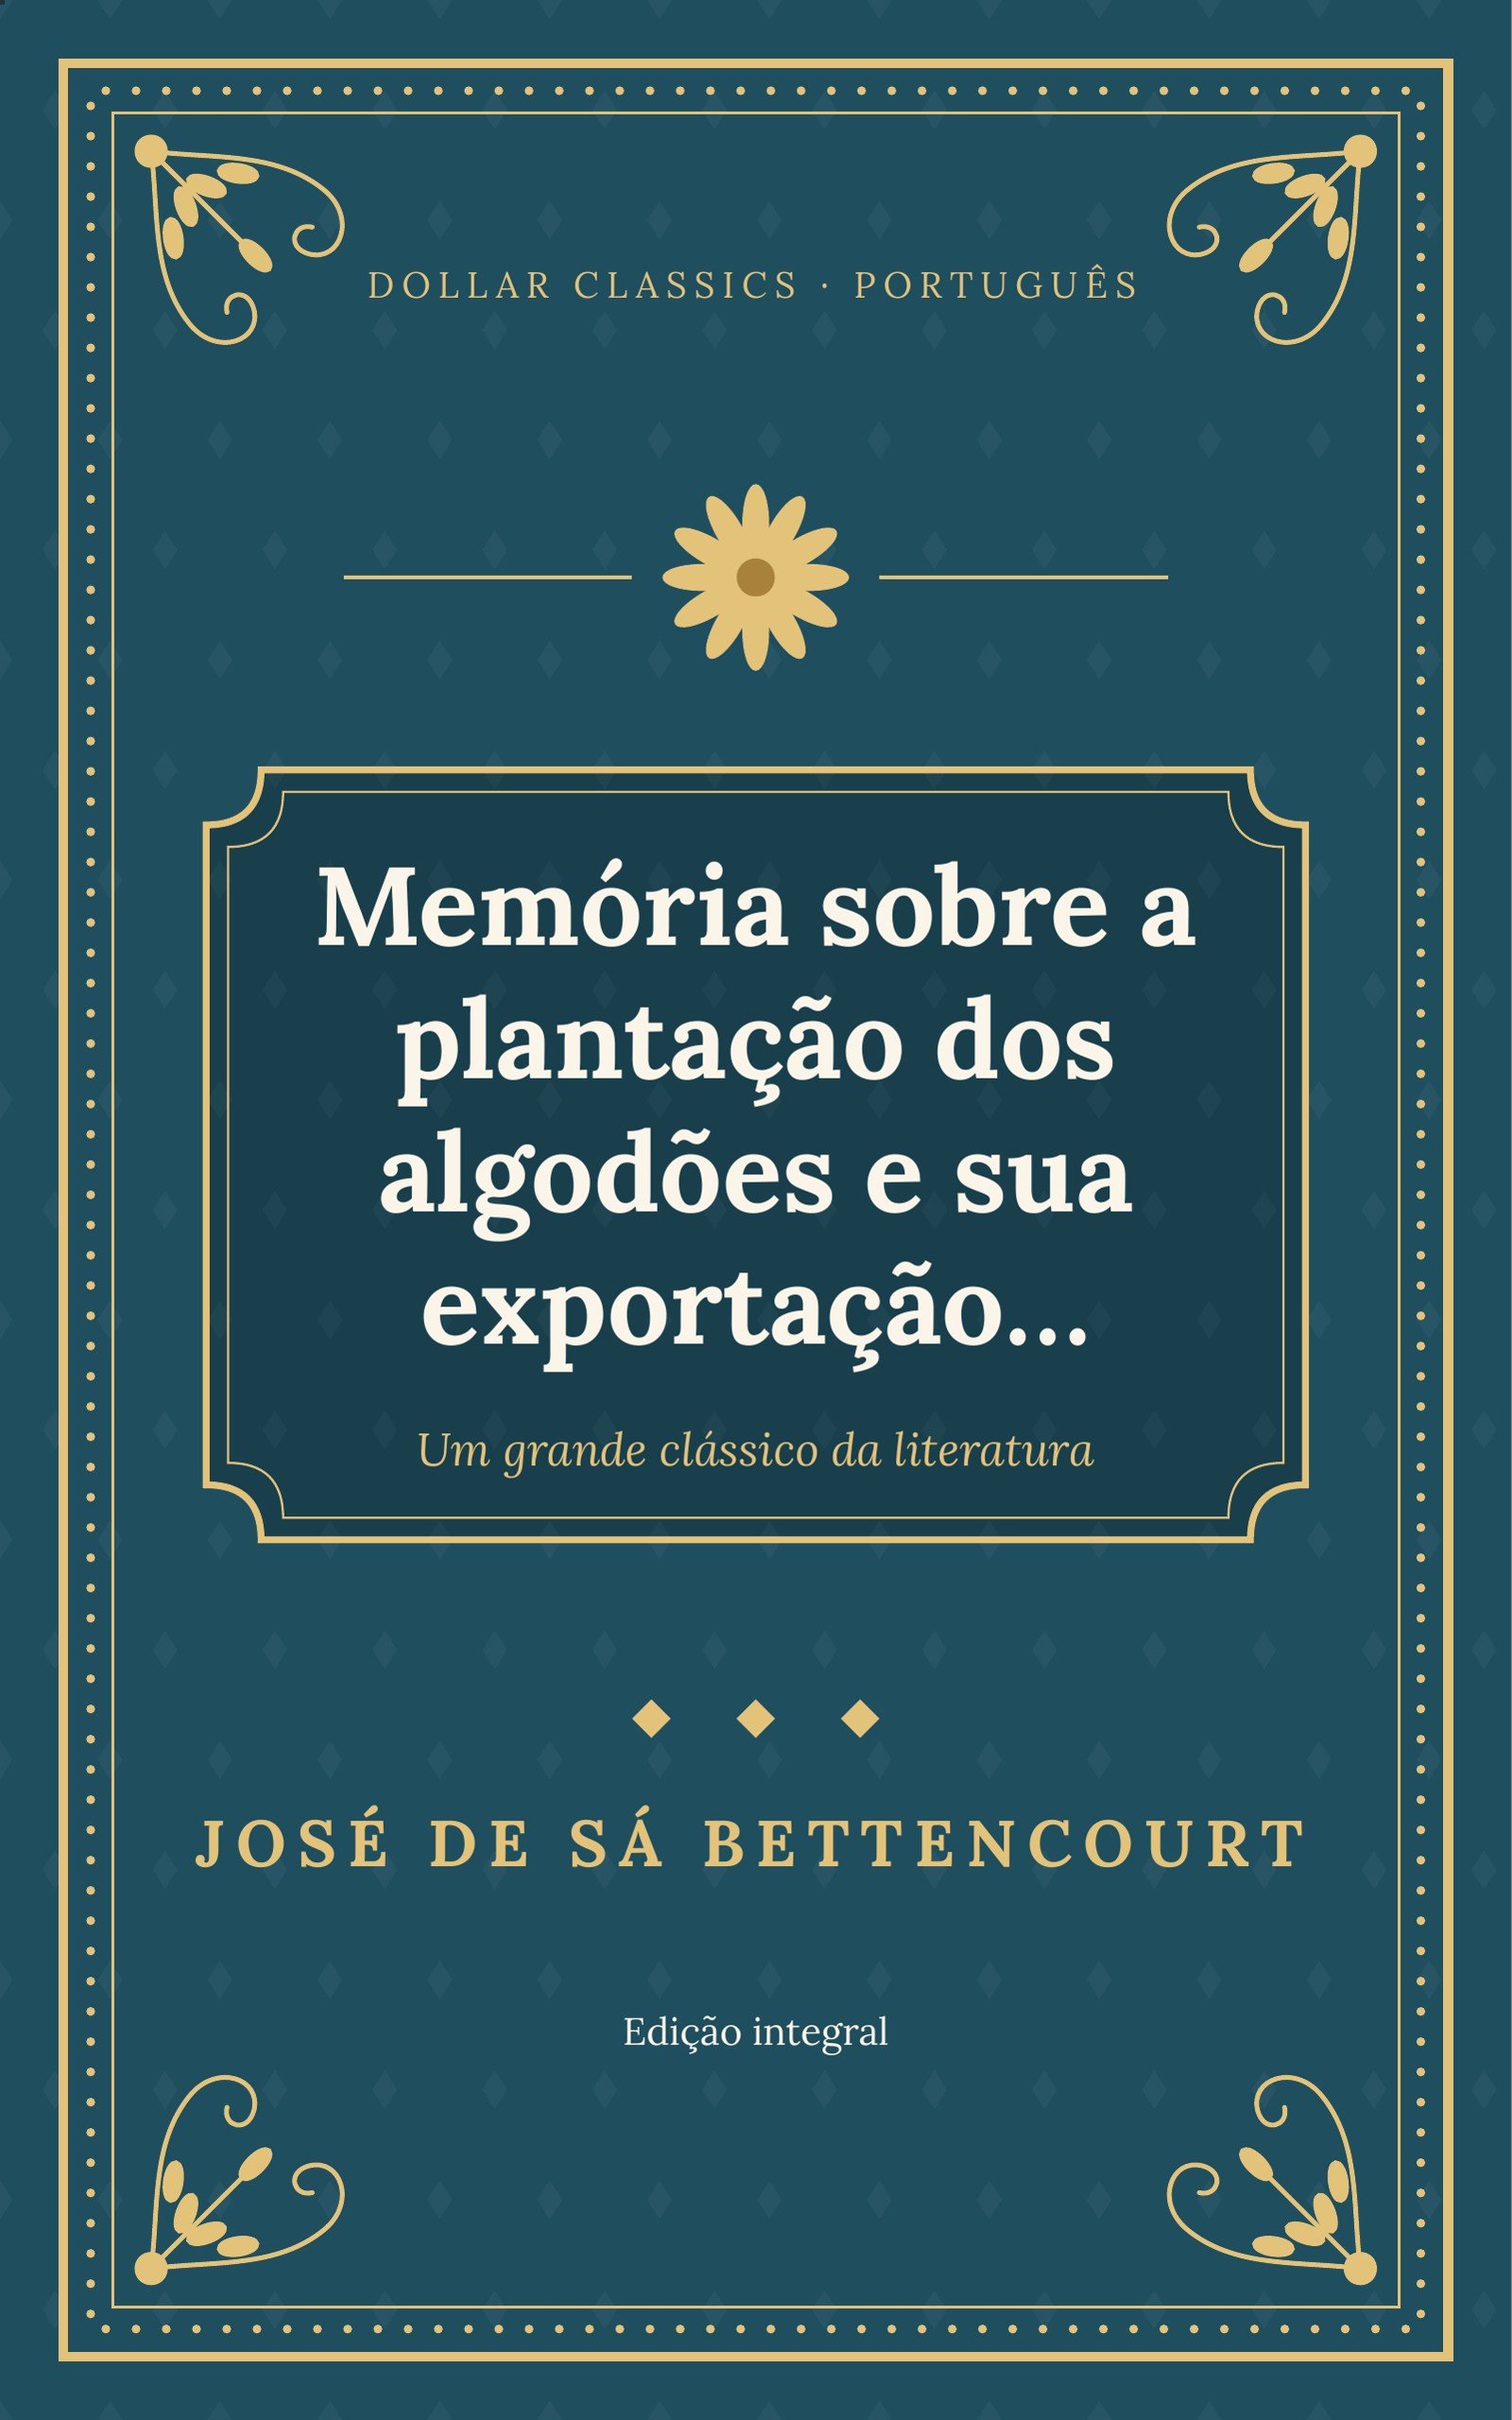 DOLLAR CLASSICS · PORTUGUÊS
Memória sobre a
plantação dos
algodões e sua
exportação...
Um grande clássico da literatura
JOSÉ DE SÁ BETTENCOURT
Edição integral